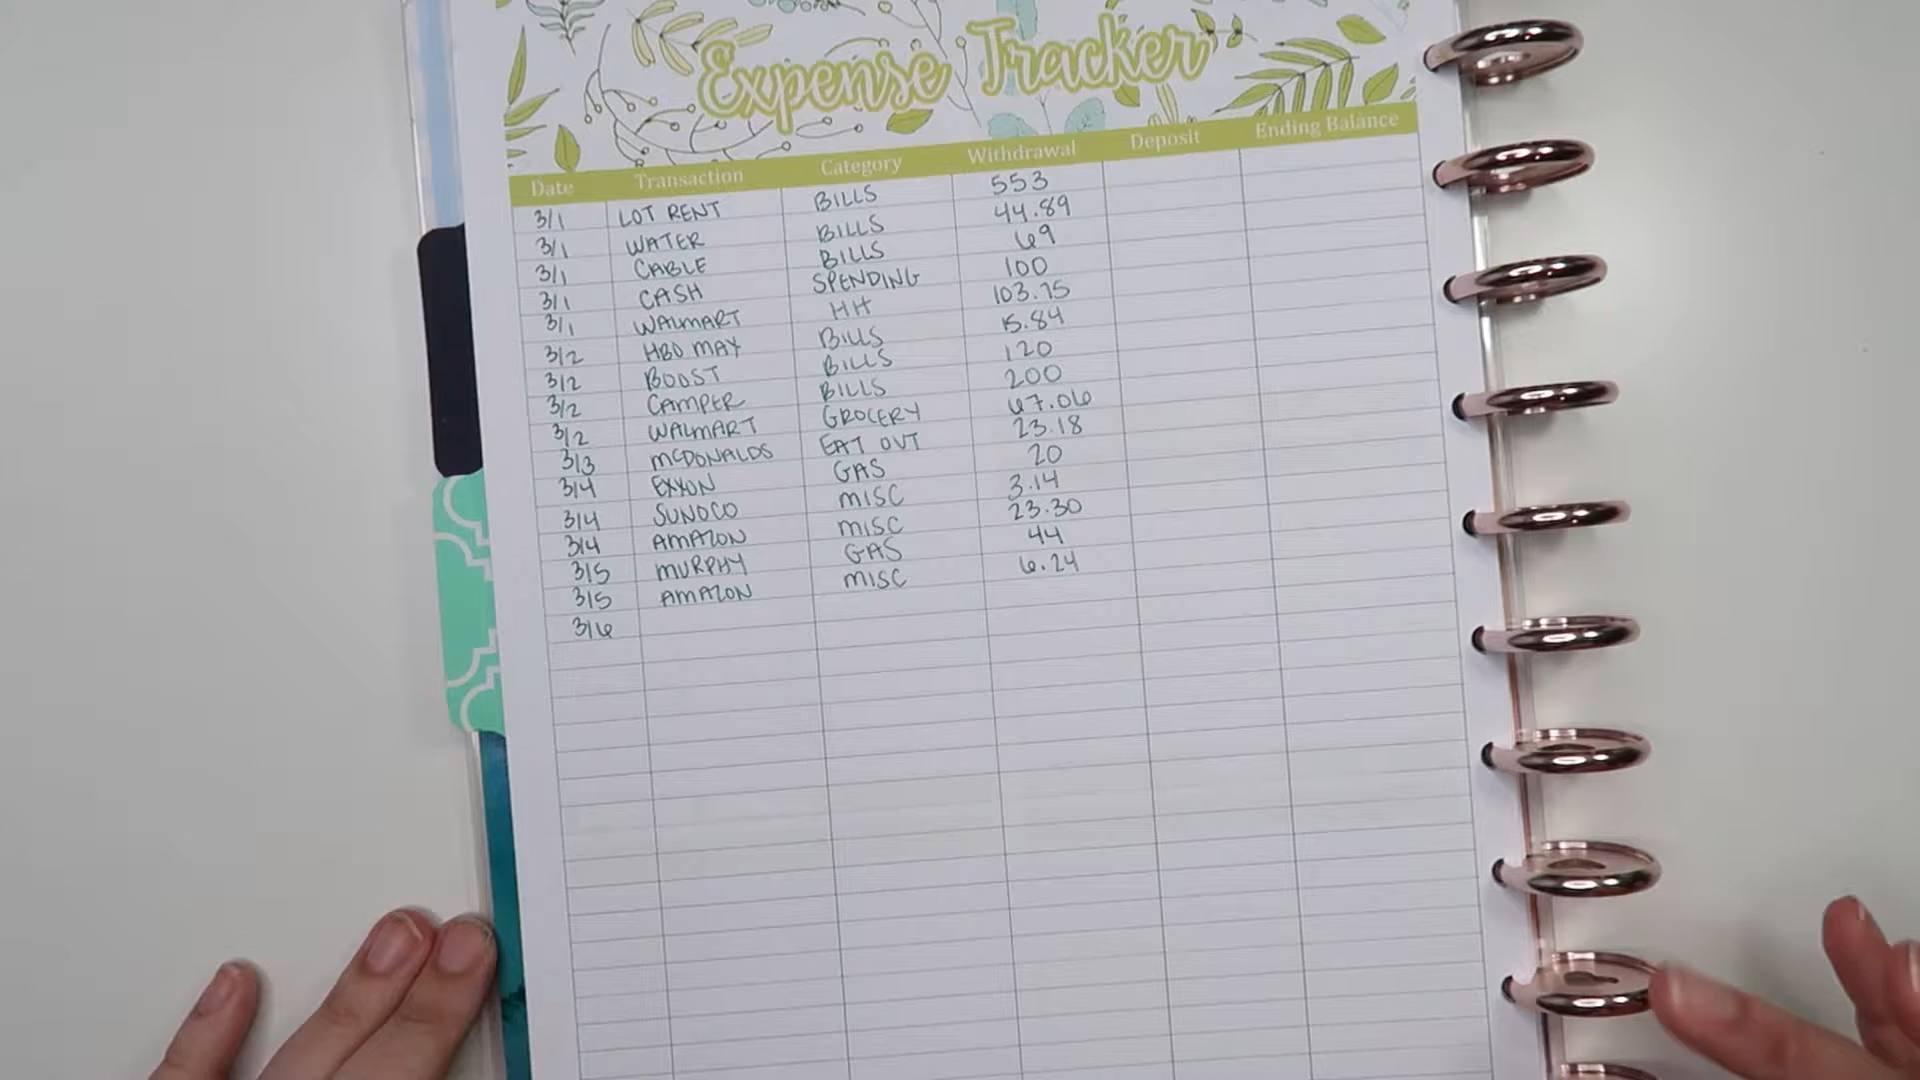 Expense Tracker
Date Transaction Category Withdrawal Deposit Ending Balance
3/1 LOT RENT BILLS 553
3/1 WATER BILLS 44.89
3/1 CABLE BILLS 69
3/1 CASH SPENDING 100
3/1 WALMART HH 103.75
3/2 HBO MAX BILLS 15.84
3/2 BOOST BILLS 120
3/2 CAMPER BILLS 200
3/2 WALMART GROCERY 67.06
3/3 MCDONALDS EAT OUT 23.18
3/4 EXXON GAS 20
3/4 SUNOCO MISC 3.14
3/4 AMAZON MISC 23.30
3/5 MURPHY GAS 44
3/5 AMAZON MISC 6.24
3/6